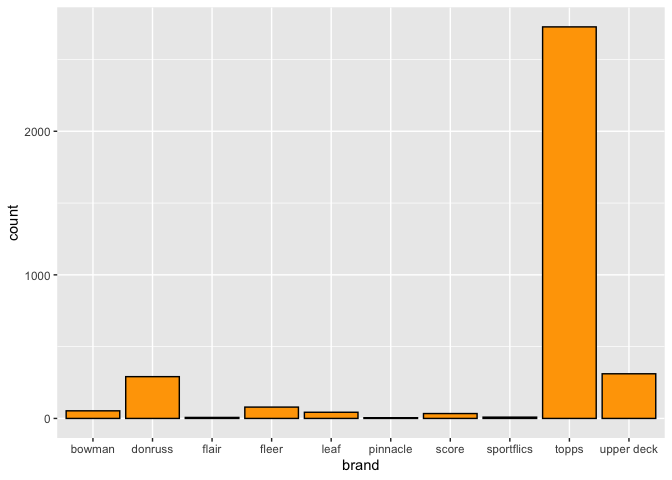 count
2000
1000
0
bowman donruss flair fleer leaf pinnacle score sportflics topps upper deck
brand